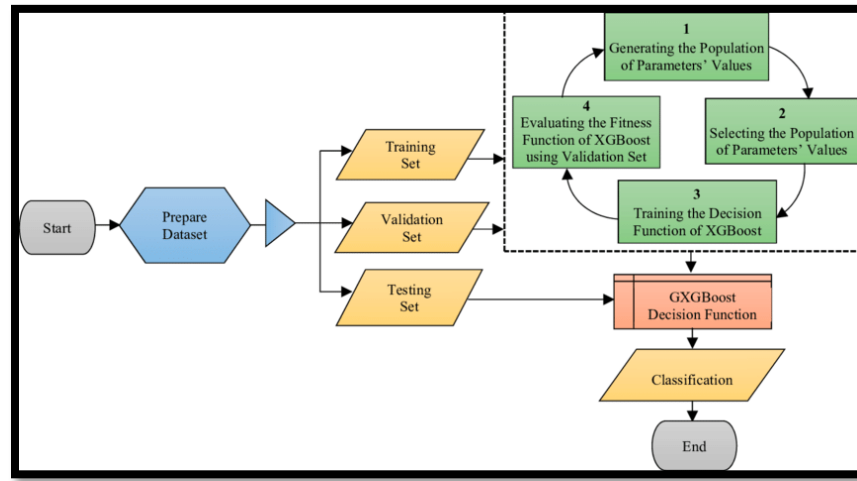 Start
Prepare
Dataset
Training
Set
Validation
Set
Testing
Set
1
Generating the Population
of Parameters' Values
2
Selecting the Population
of Parameters' Values
3
Training the Decision
Function of XGBoost
4
Evaluating the Fitness
Function of XGBoost
using Validation Set
GXGBoost
Decision Function
Classification
End